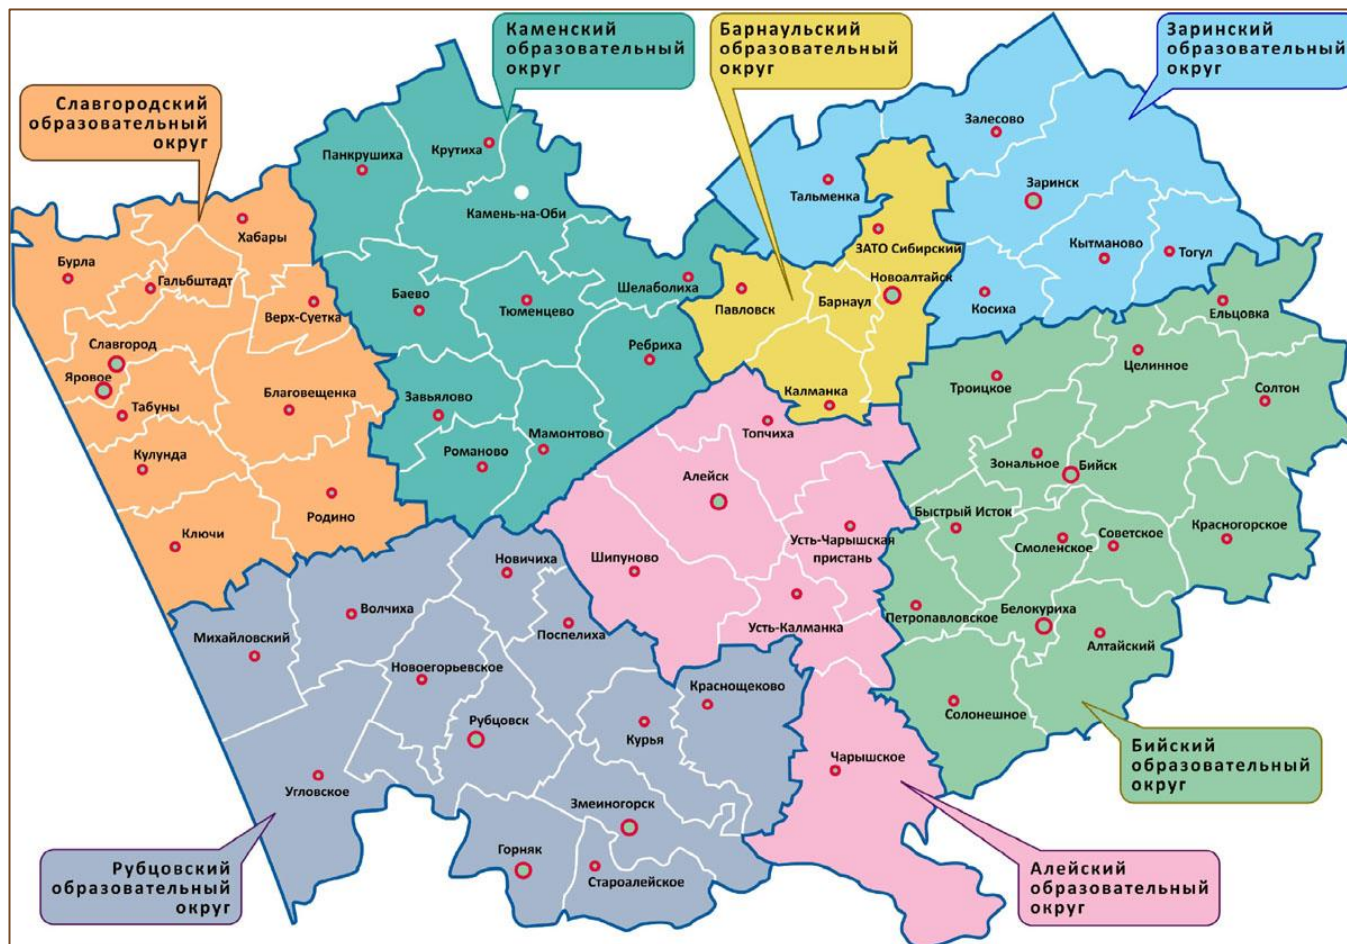 Каменский
образовательный
округ
Барнаульский
образовательный
округ
Заринский
образовательный
округ
Славгородский
образовательный
округ
Панкрушиха
Крутиха
Камень-на-Оби
Хабары
Бурла
Гальбштадт
Верх-Суетка
Славгород
Яровое
Табуны
Благовещенка
Кулунда
Родино
Ключи
Баево
Тюменцево
Шелаболиха
Ребриха
Завьялово
Мамонтово
Романово
Тальменка
ЗАТО Сибирский
Новоалтайск
Барнаул
Павловск
Калманка
Залесово
Заринск
Кытманово
Тогул
Косиха
Ельцовка
Целинное
Троицкое
Солтон
Зональное
Бийск
Быстрый Исток
Смоленское
Советское
Красногорское
Петропавловское
Белокуриха
Алтайский
Солонешное
Топчиха
Алейск
Усть-Чарышская
пристань
Шипуново
Усть-Калманка
Чарышское
Новичиха
Волчиха
Поспелиха
Михайловский
Новоегорьевское
Рубцовск
Краснощеково
Курья
Угловское
Змеиногорск
Горняк
Староалейское
Рубцовский
образовательный
округ
Алейский
образовательный
округ
Бийский
образовательный
округ